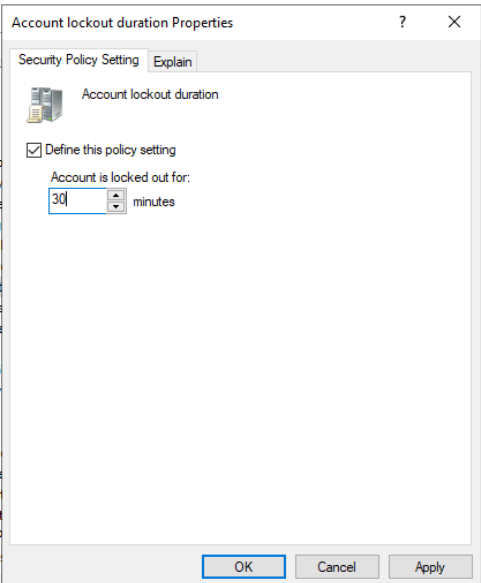 Account lockout duration Properties
?
Security Policy Setting
Explain
Account lockout duration
Define this policy setting
Account is locked out for:
30
minutes
OK
Cancel
Apply